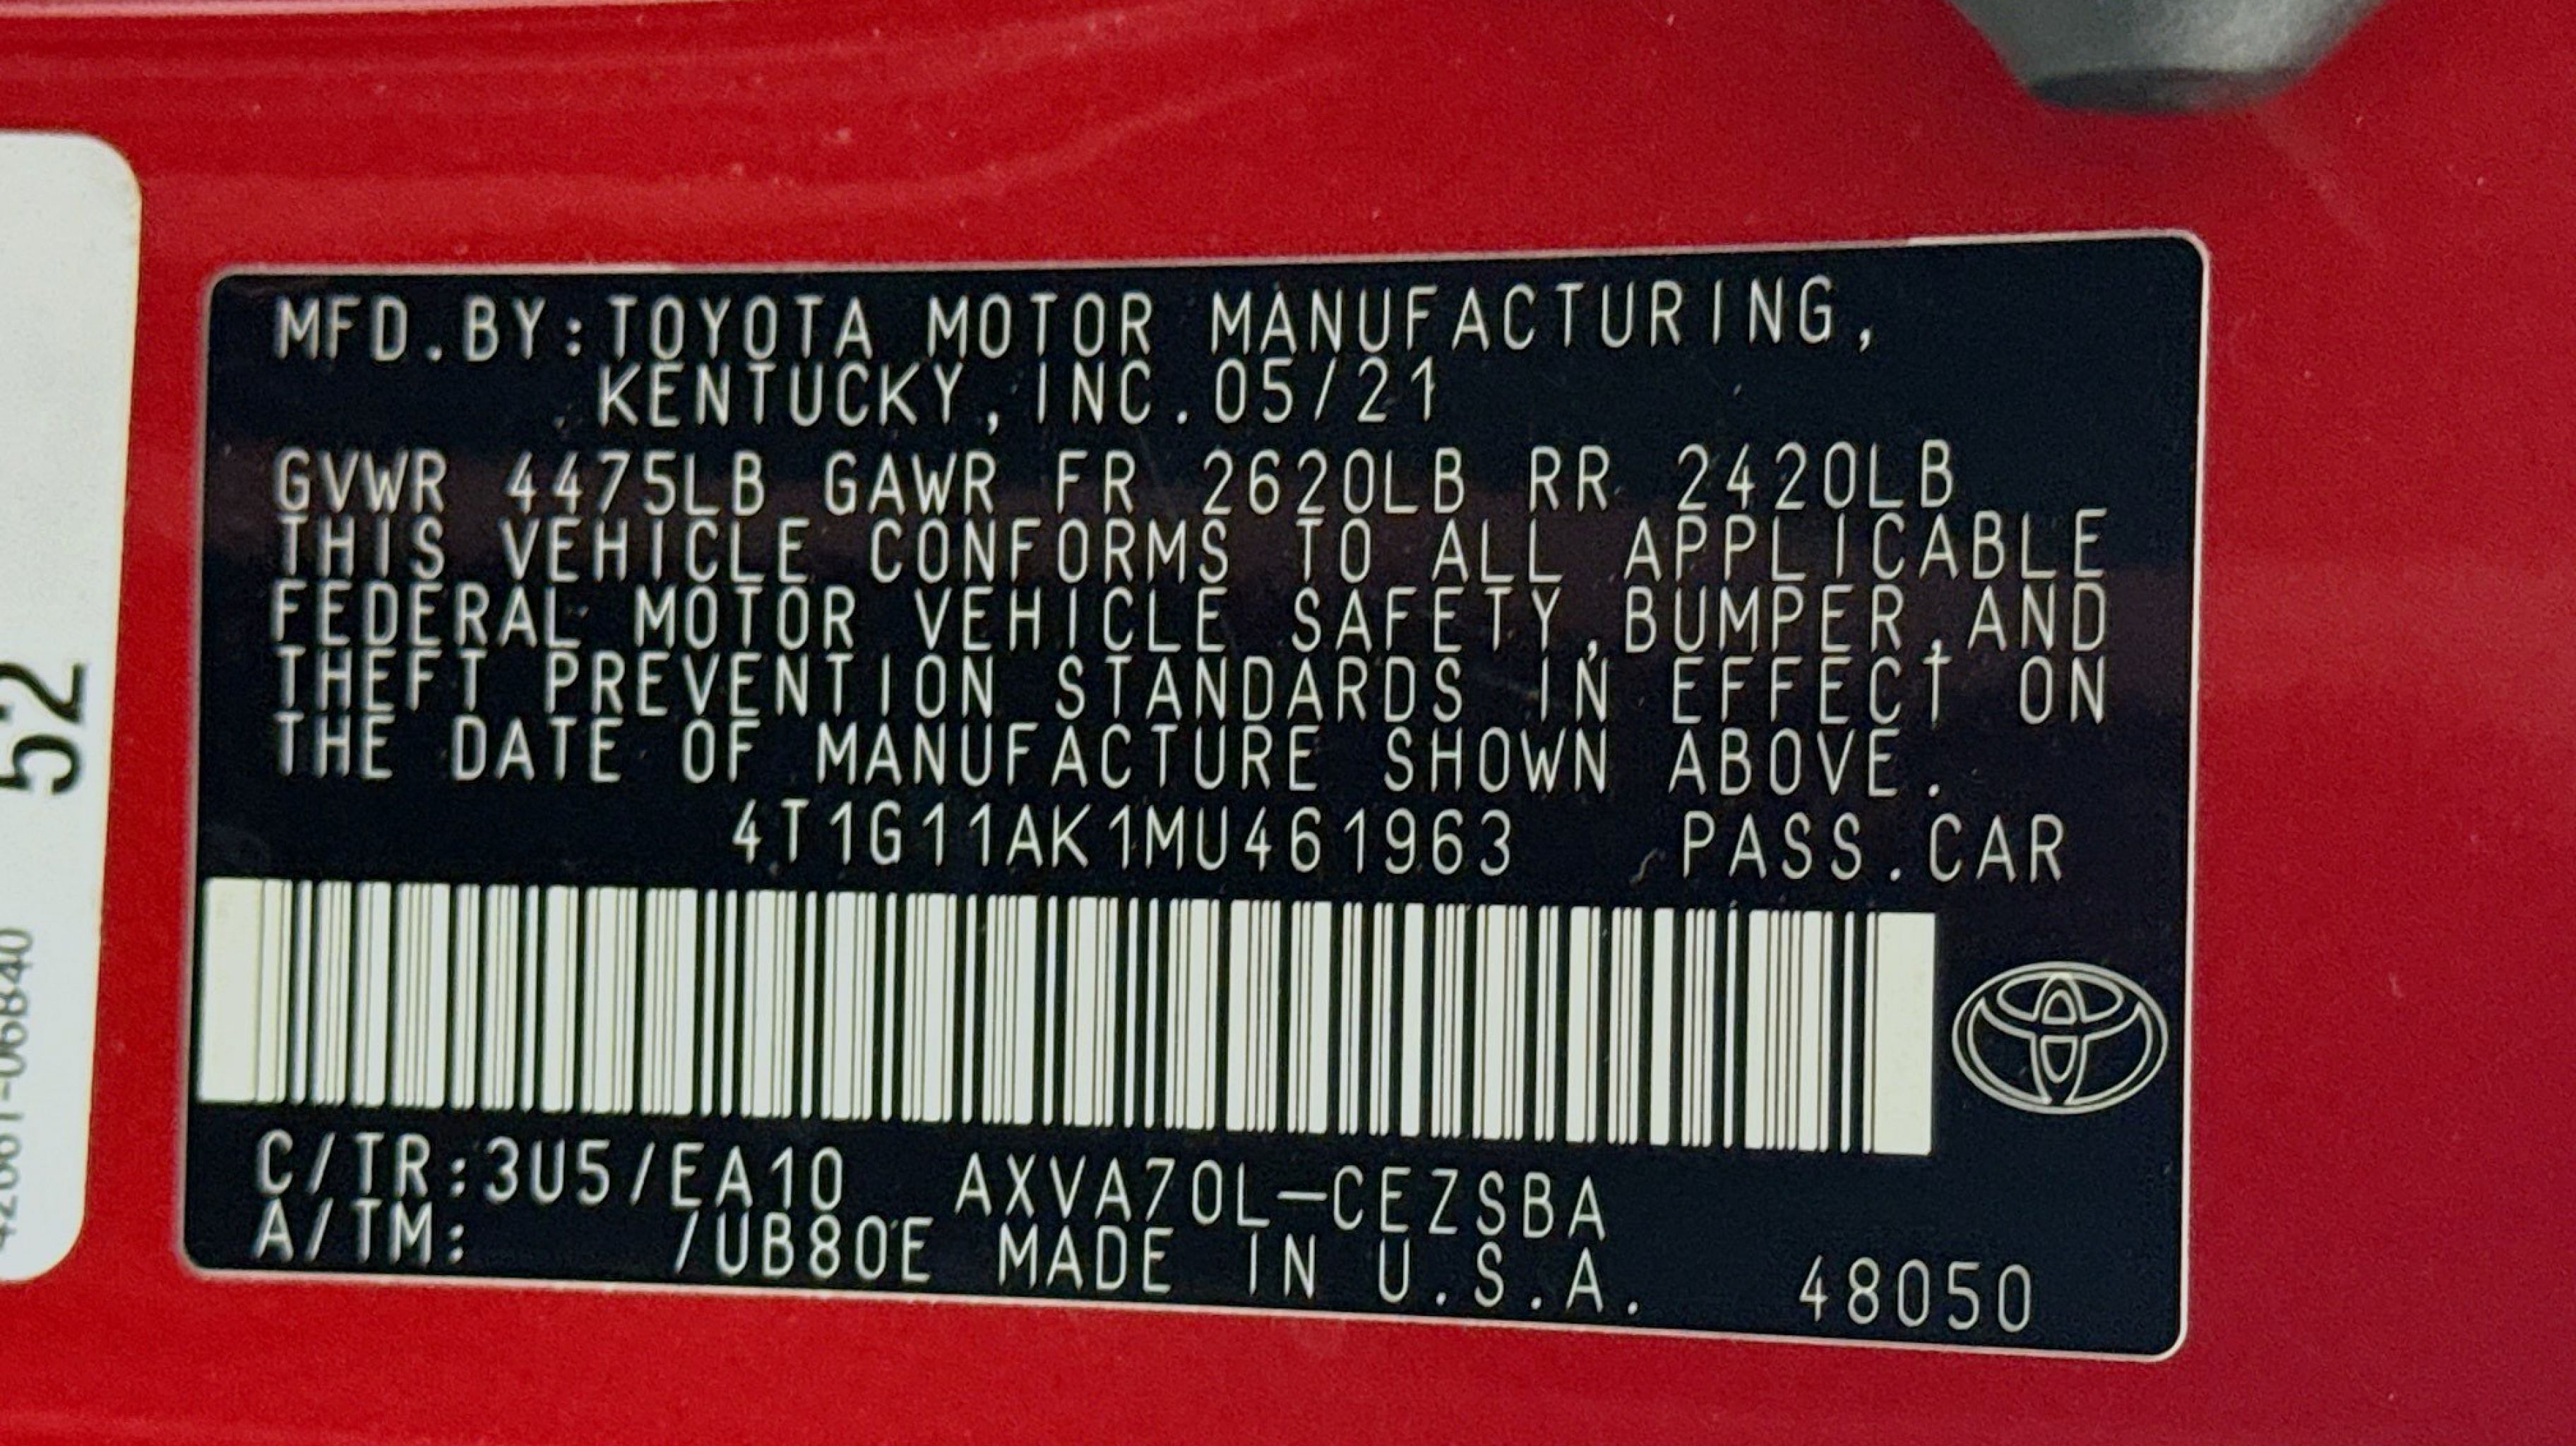 MFD.BY:TOYOTA MOTOR MANUFACTURING,
KENTUCKY,INC.05/21
GVWR 4475LB GAWR FR 2620LB RR 2420LB
THIS VEHICLE CONFORMS TO ALL APPLICABLE
FEDERAL MOTOR VEHICLE SAFETY,BUMPER,AND
THEFT PREVENTION STANDARDS IN EFFECT ON
THE DATE OF MANUFACTURE SHOWN ABOVE.
4T1G11AK1MU461963 PASS.CAR
C/TR:3U5/EA10 AXVA70L-CEZSBA
A/TM: /UB80E MADE IN U.S.A. 48050
52